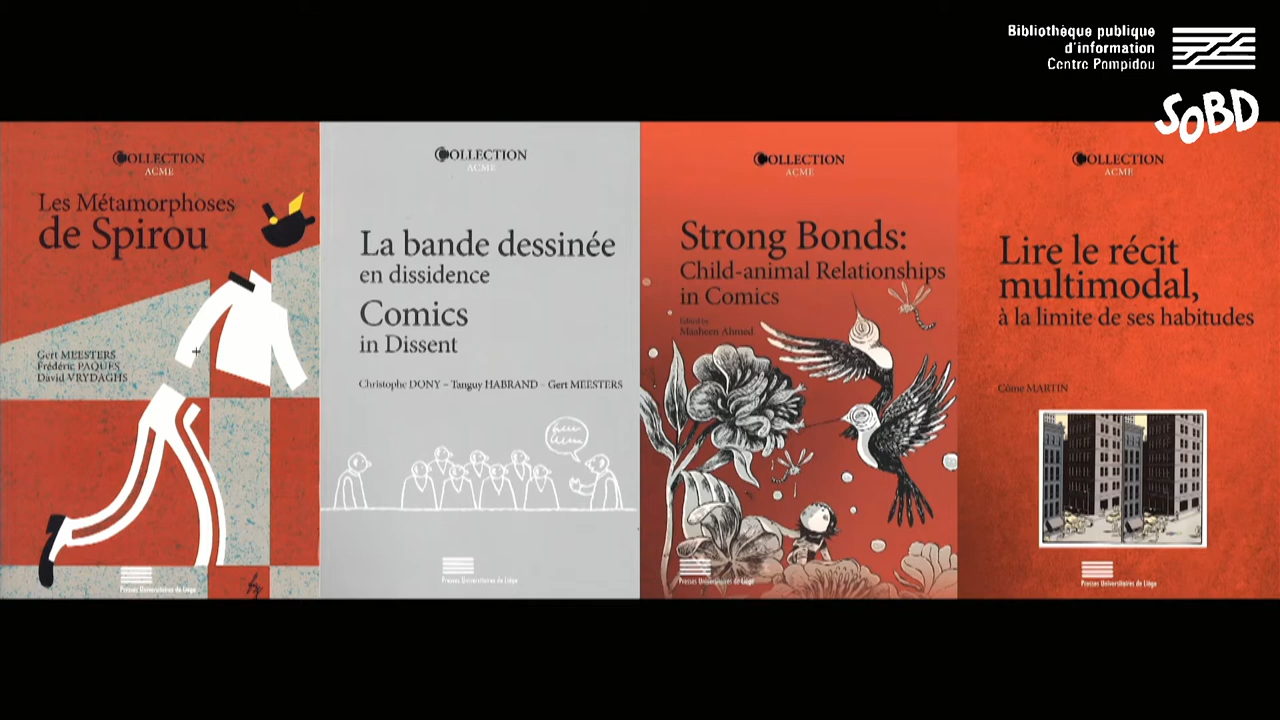 Bibliothèque publique
d'information
Centre Pompidou
SOBD
COLLECTION
ACME
Les Métamorphoses
de Spirou
Gert MEESTERS
Frédéric PAQUES
David VRYDAGHS
Presses Universitaires de Liège
COLLECTION
ACME
La bande dessinée
en dissidence
Comics
in Dissent
Christophe DONY – Tanguy HABRAND – Gert MEESTERS
Presses Universitaires de Liège
COLLECTION
ACME
Strong Bonds:
Child-animal Relationships
in Comics
Edited by
Maaheen Ahmed
Presses Universitaires de Liège
COLLECTION
ACME
Lire le récit
multimodal,
à la limite de ses habitudes
Côme MARTIN
Presses Universitaires de Liège